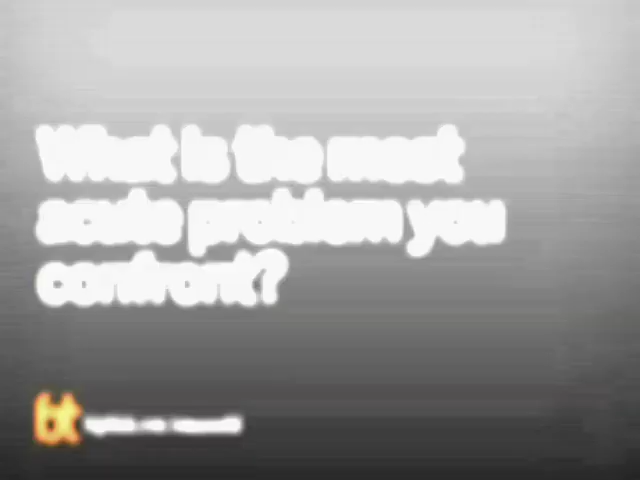 What is the most
acute problem you
confront?
bt